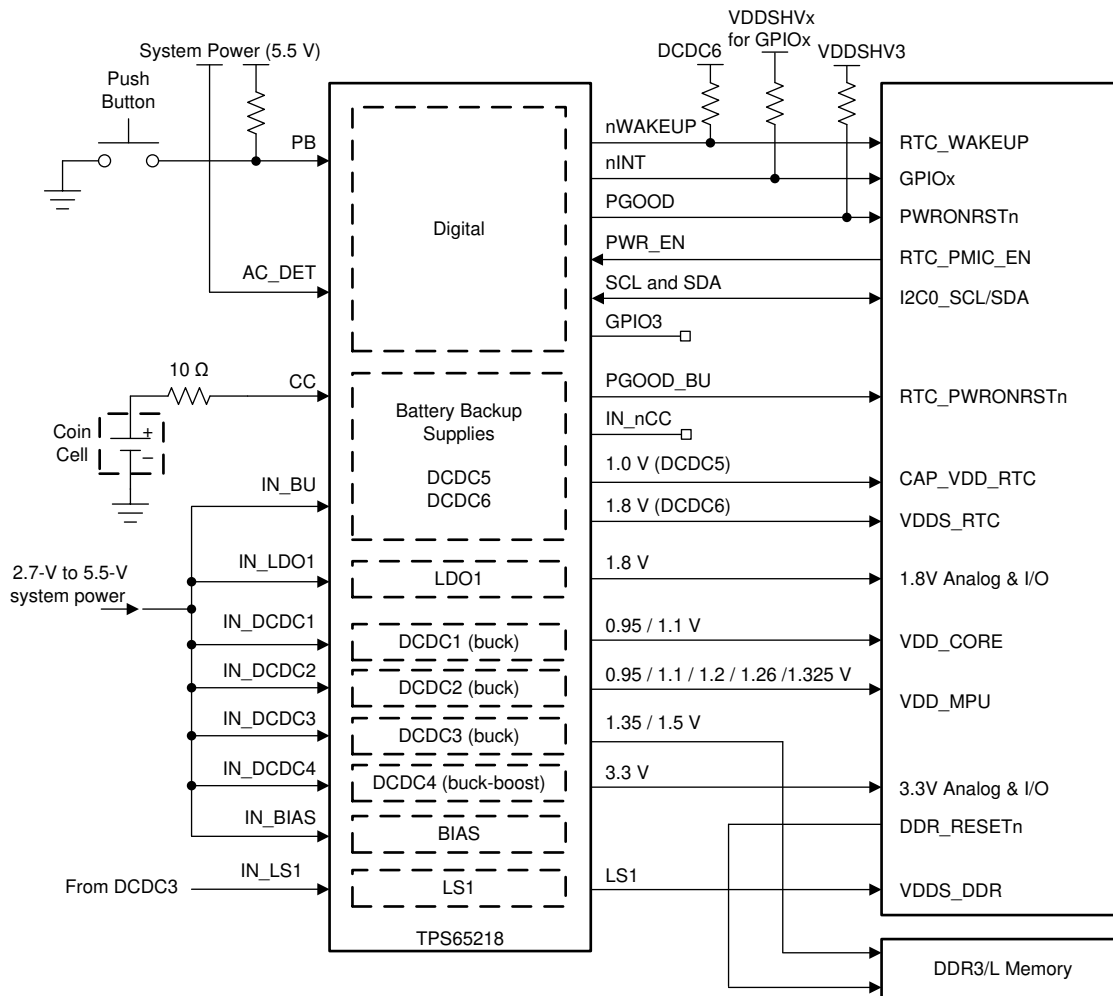 System Power (5.5 V)
Push
Button
PB
AC_DET
10 Ω
CC
Coin
Cell
+
–
IN_BU
2.7-V to 5.5-V
system power
IN_LDO1
IN_DCDC1
IN_DCDC2
IN_DCDC3
IN_DCDC4
IN_BIAS
From DCDC3
IN_LS1
Digital
Battery Backup
Supplies
DCDC5
DCDC6
LDO1
DCDC1 (buck)
DCDC2 (buck)
DCDC3 (buck)
DCDC4 (buck-boost)
BIAS
LS1
TPS65218
DCDC6
VDDSHVx
for GPIOx
VDDSHV3
nWAKEUP
nINT
PGOOD
PWR_EN
SCL and SDA
GPIO3
PGOOD_BU
IN_nCC
1.0 V (DCDC5)
1.8 V (DCDC6)
1.8 V
0.95 / 1.1 V
0.95 / 1.1 / 1.2 / 1.26 /1.325 V
1.35 / 1.5 V
3.3 V
LS1
RTC_WAKEUP
GPIOx
PWRONRSTn
RTC_PMIC_EN
I2C0_SCL/SDA
RTC_PWRONRSTn
CAP_VDD_RTC
VDDS_RTC
1.8V Analog & I/O
VDD_CORE
VDD_MPU
3.3V Analog & I/O
DDR_RESETn
VDDS_DDR
DDR3/L Memory